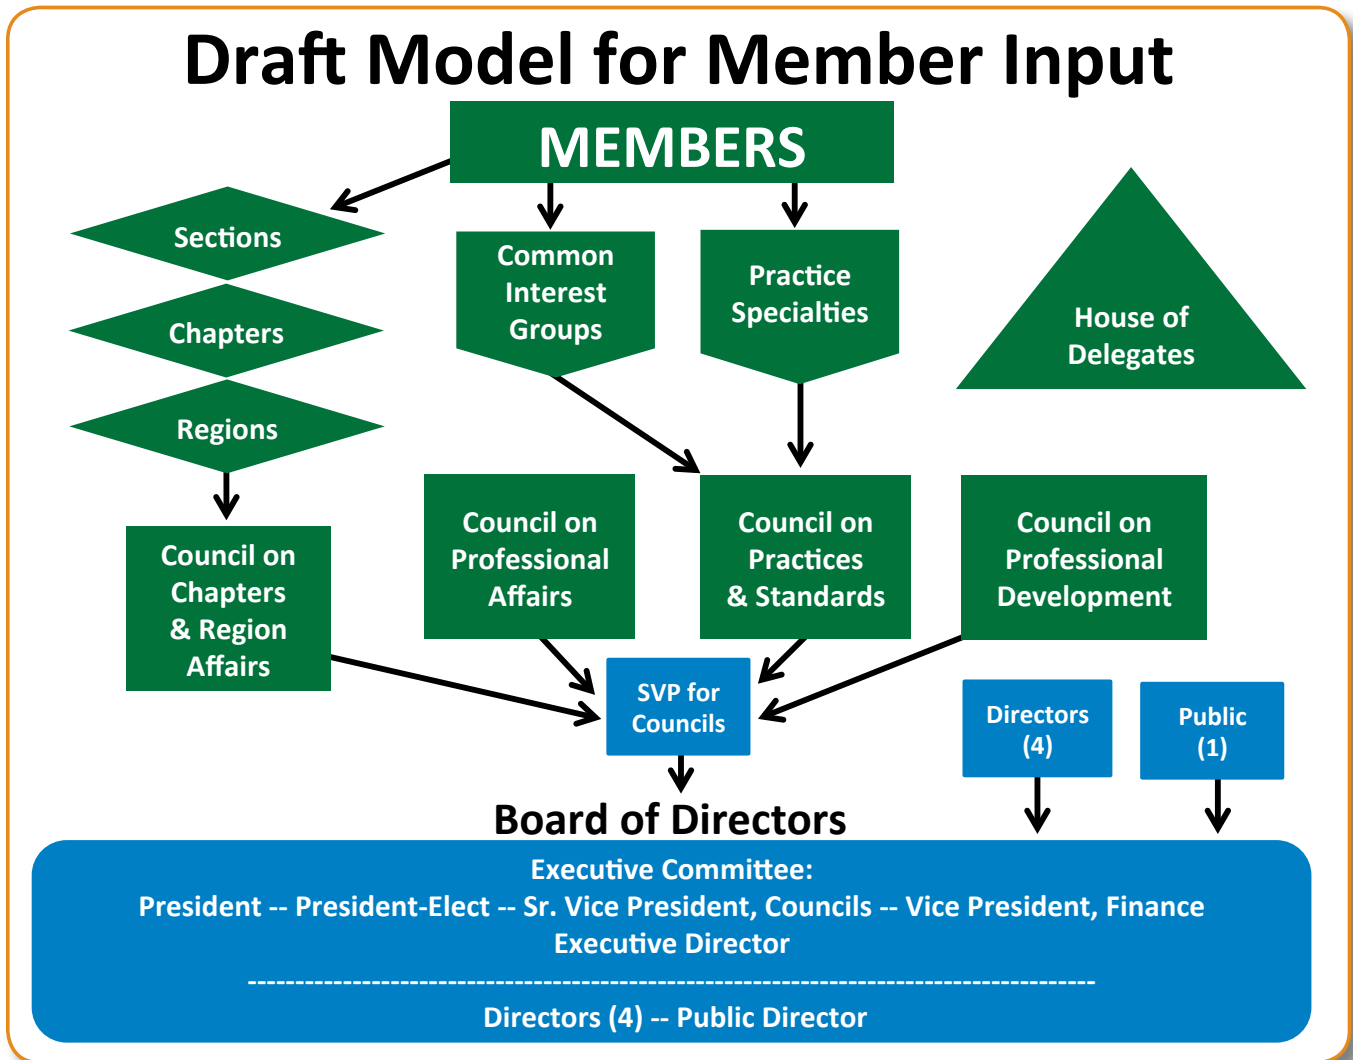 Draft Model for Member Input
MEMBERS
Sections
Chapters
Regions
Common
Interest
Groups
Practice
Specialties
House of
Delegates
Council on
Chapters
& Region
Affairs
Council on
Professional
Affairs
Council on
Practices
& Standards
Council on
Professional
Development
SVP for
Councils
Directors
(4)
Public
(1)
Board of Directors
Executive Committee:
President -- President-Elect -- Sr. Vice President, Councils -- Vice President, Finance
Executive Director
-----------------------------------------------------------------------------------------
Directors (4) -- Public Director